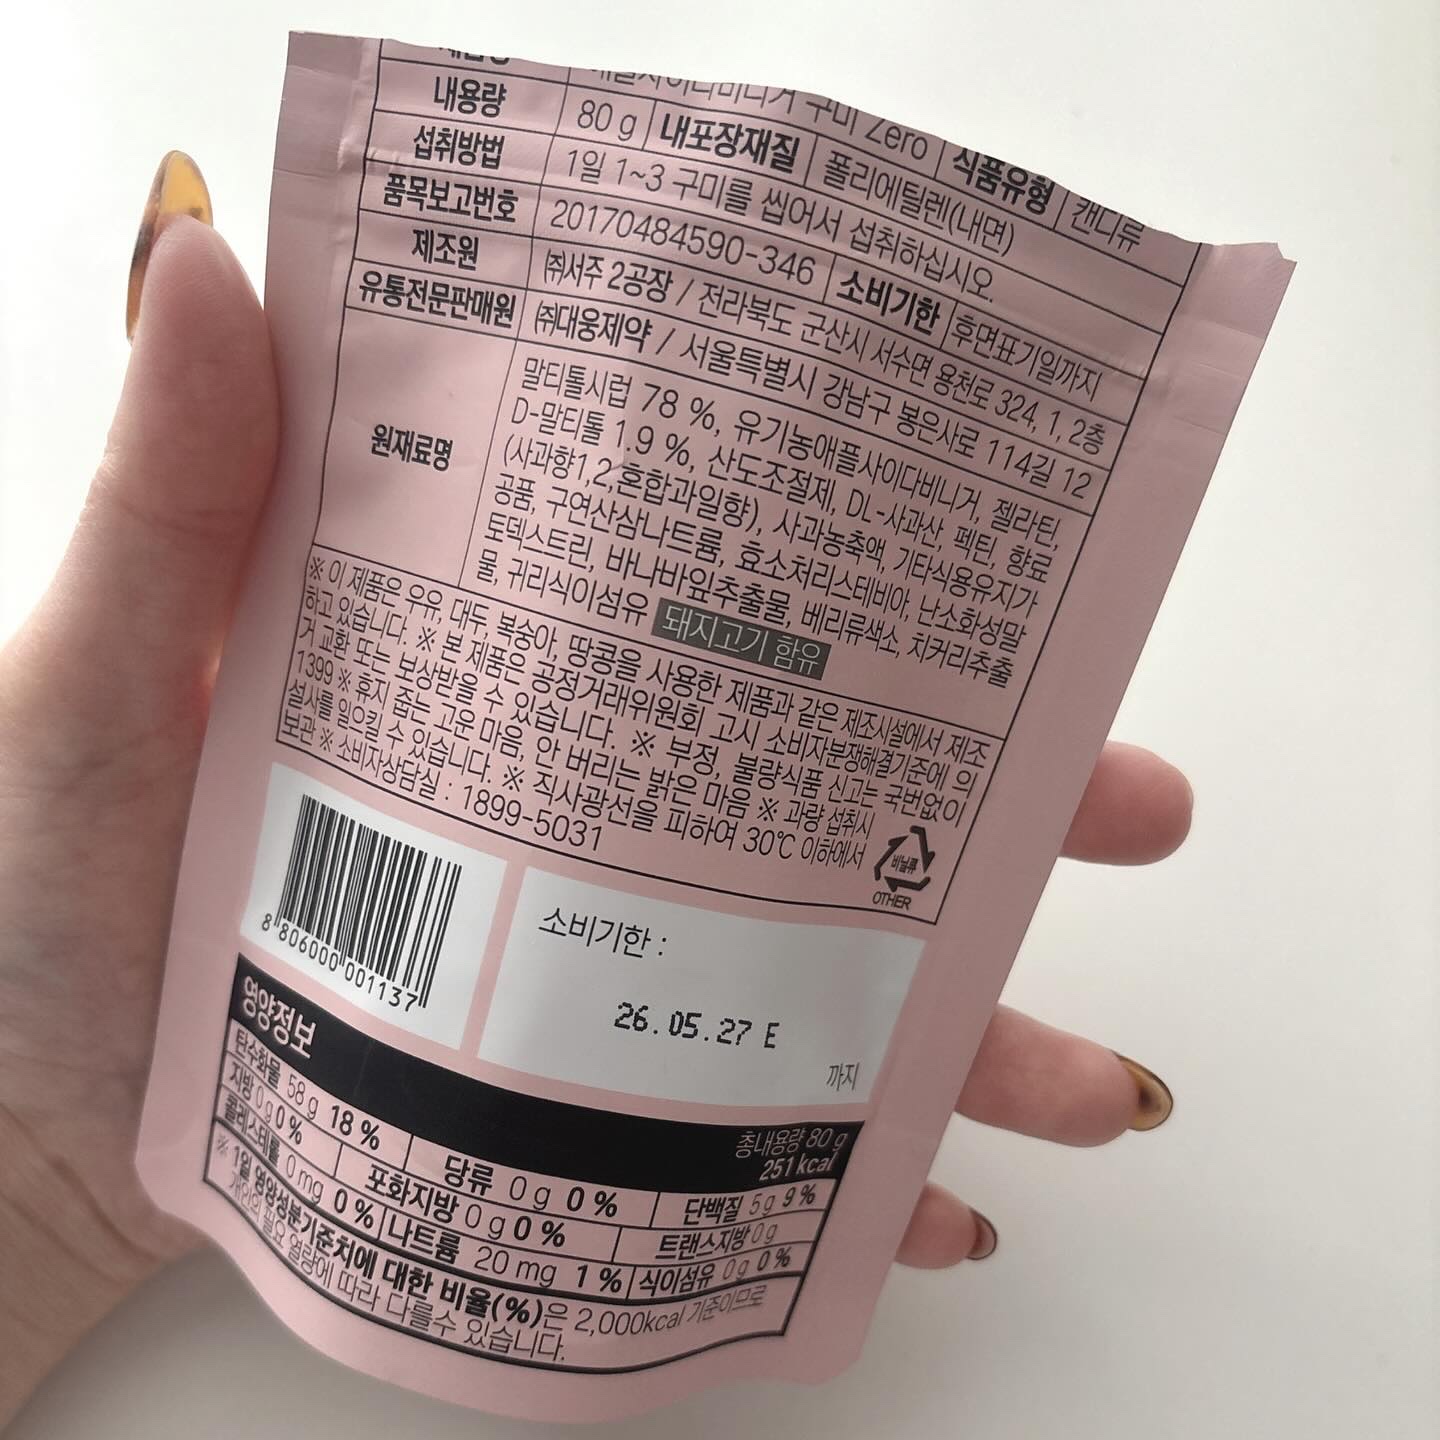 구미 Zero 식품유형 캔디류
내용량 80 g 내포장재질 폴리에틸렌(내면)
섭취방법 1일 1~3 구미를 씹어서 섭취하십시오.
품목보고번호 20170484590-346 소비기한 후면표기일까지
제조원 ㈜서주 2공장 / 전라북도 군산시 서수면 용천로 324, 1, 2층
유통전문판매원 ㈜대웅제약 / 서울특별시 강남구 봉은사로 114길 12
원재료명
말티톨시럽 78 %, 유기농애플사이다비니거, 젤라틴,
D-말티톨 1.9 %, 산도조절제, DL-사과산, 펙틴, 향료
(사과향1,2,혼합과일향), 사과농축액, 기타식용유지가
공품, 구연산삼나트륨, 효소처리스테비아, 난소화성말
토덱스트린, 바나바잎추출물, 베리류색소, 치커리추출
물, 귀리식이섬유 돼지고기 함유
※ 이 제품은 우유, 대두, 복숭아, 땅콩을 사용한 제품과 같은 제조시설에서 제조
하고 있습니다. ※ 본 제품은 공정거래위원회 고시 소비자분쟁해결기준에 의
거 교환 또는 보상받을 수 있습니다. ※ 부정, 불량식품 신고는 국번없이
1399 ※ 휴지 줍는 고운 마음, 안 버리는 밝은 마음 ※ 과량 섭취시
설사를 일으킬 수 있습니다. ※ 직사광선을 피하여 30℃ 이하에서
보관 ※ 소비자상담실 : 1899-5031
비닐류
OTHER
8 806000 001137
소비기한 :
26.05.27 E
까지
영양정보
총내용량 80 g
251 kcal
탄수화물 58 g 18 % 당류 0 g 0 % 단백질 5 g 9 %
지방 0 g 0 % 포화지방 0 g 0 % 트랜스지방 0 g
콜레스테롤 0 mg 0 % 나트륨 20 mg 1 % 식이섬유 0 g 0 %
※ 1일 영양성분기준치에 대한 비율(%)은 2,000kcal 기준이므로
개인의 필요 열량에 따라 다를수 있습니다.